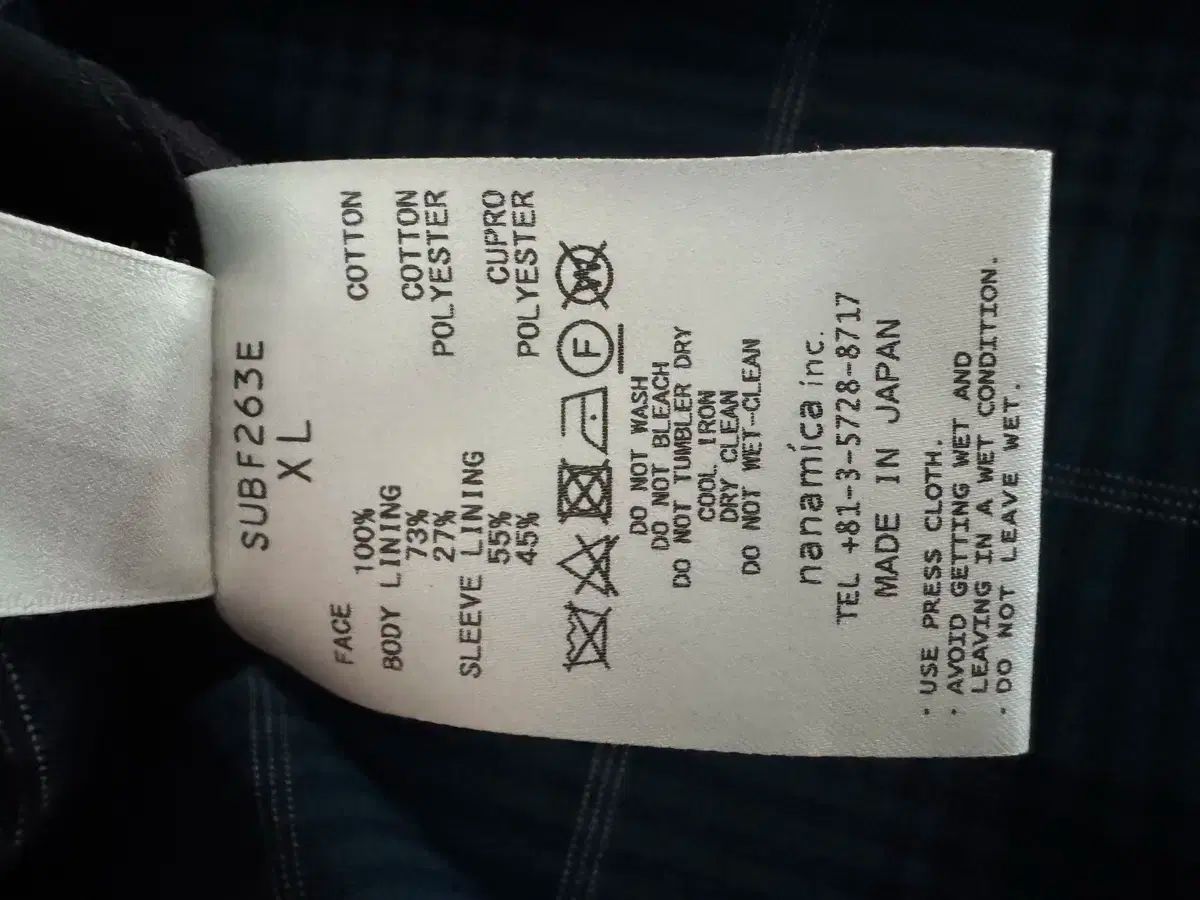 SUBF263E
XL
FACE
100% COTTON
BODY LINING
73% COTTON
27% POLYESTER
SLEEVE LINING
55% CUPRO
45% POLYESTER
F W
DO NOT WASH
DO NOT BLEACH
DO NOT TUMBLER DRY
COOL IRON
DRY CLEAN
DO NOT WET-CLEAN
nanamica inc.
TEL +81-3-5728-8717
MADE IN JAPAN
・USE PRESS CLOTH.
・AVOID GETTING WET AND
LEAVING IN A WET CONDITION.
・DO NOT LEAVE WET.